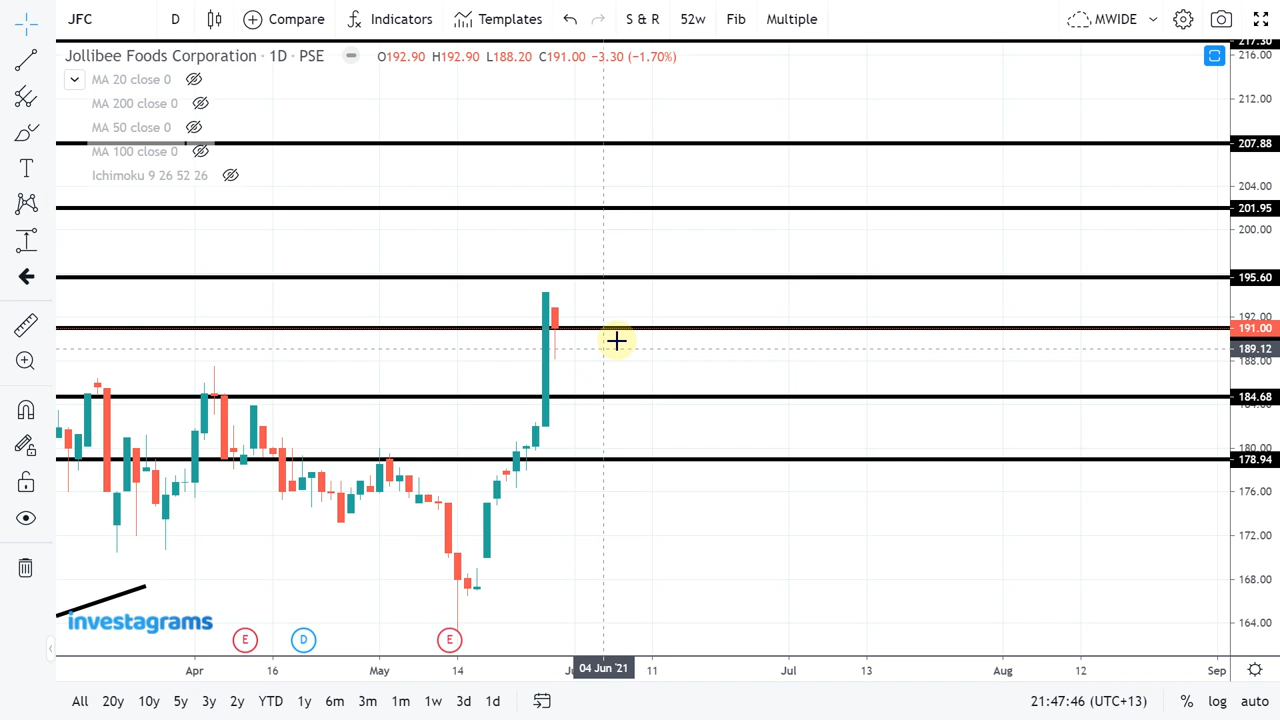 JFC D Compare Indicators Templates S & R 52w Fib Multiple MWIDE
Jollibee Foods Corporation · 1D · PSE O192.90 H192.90 L188.20 C191.00 −3.30 (−1.70%)
MA 20 close 0
MA 200 close 0
MA 50 close 0
MA 100 close 0
Ichimoku 9 26 52 26
217.30
216.00
212.00
207.88
204.00
201.95
200.00
195.60
192.00
191.00
189.12
188.00
184.68
180.00
178.94
176.00
172.00
168.00
164.00
investagrams
E D E
Apr 16 May 14 04 Jun '21 11 Jul 13 Aug 12 Sep
All 20y 10y 5y 3y 2y YTD 1y 6m 3m 1m 1w 3d 1d 21:47:46 (UTC+13) % log auto